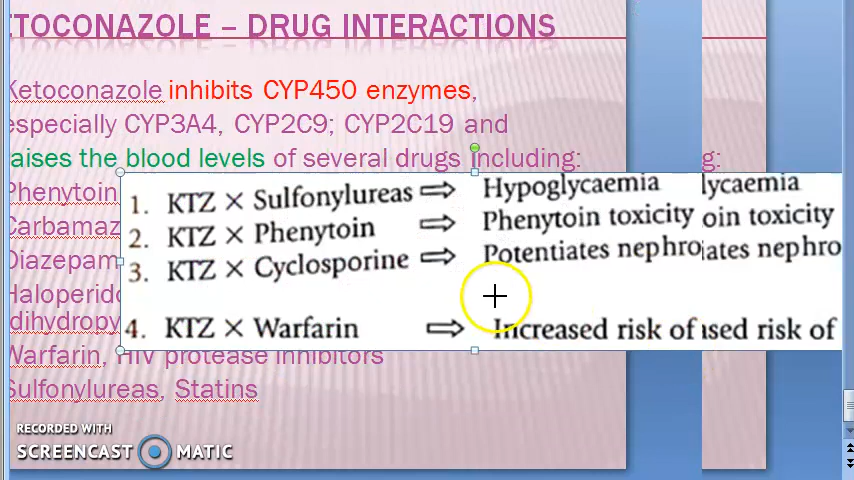 TOCONAZOLE – DRUG INTERACTIONS
Ketoconazole inhibits CYP450 enzymes,
especially CYP3A4, CYP2C9; CYP2C19 and
aises the blood levels of several drugs including: g:
Phenytoin
1. KTZ × Sulfonylureas ⇒ Hypoglycaemia lycaemia
Carbamaz
2. KTZ × Phenytoin ⇒ Phenytoin toxicity oin toxicity
Diazepam
3. KTZ × Cyclosporine ⇒ Potentiates nephro iates nephro
Haloperido
dihydropy
4. KTZ × Warfarin ⇒ Increased risk of ased risk of
Warfarin, HIV protease inhibitors
Sulfonylureas, Statins
RECORDED WITH
SCREENCAST MATIC